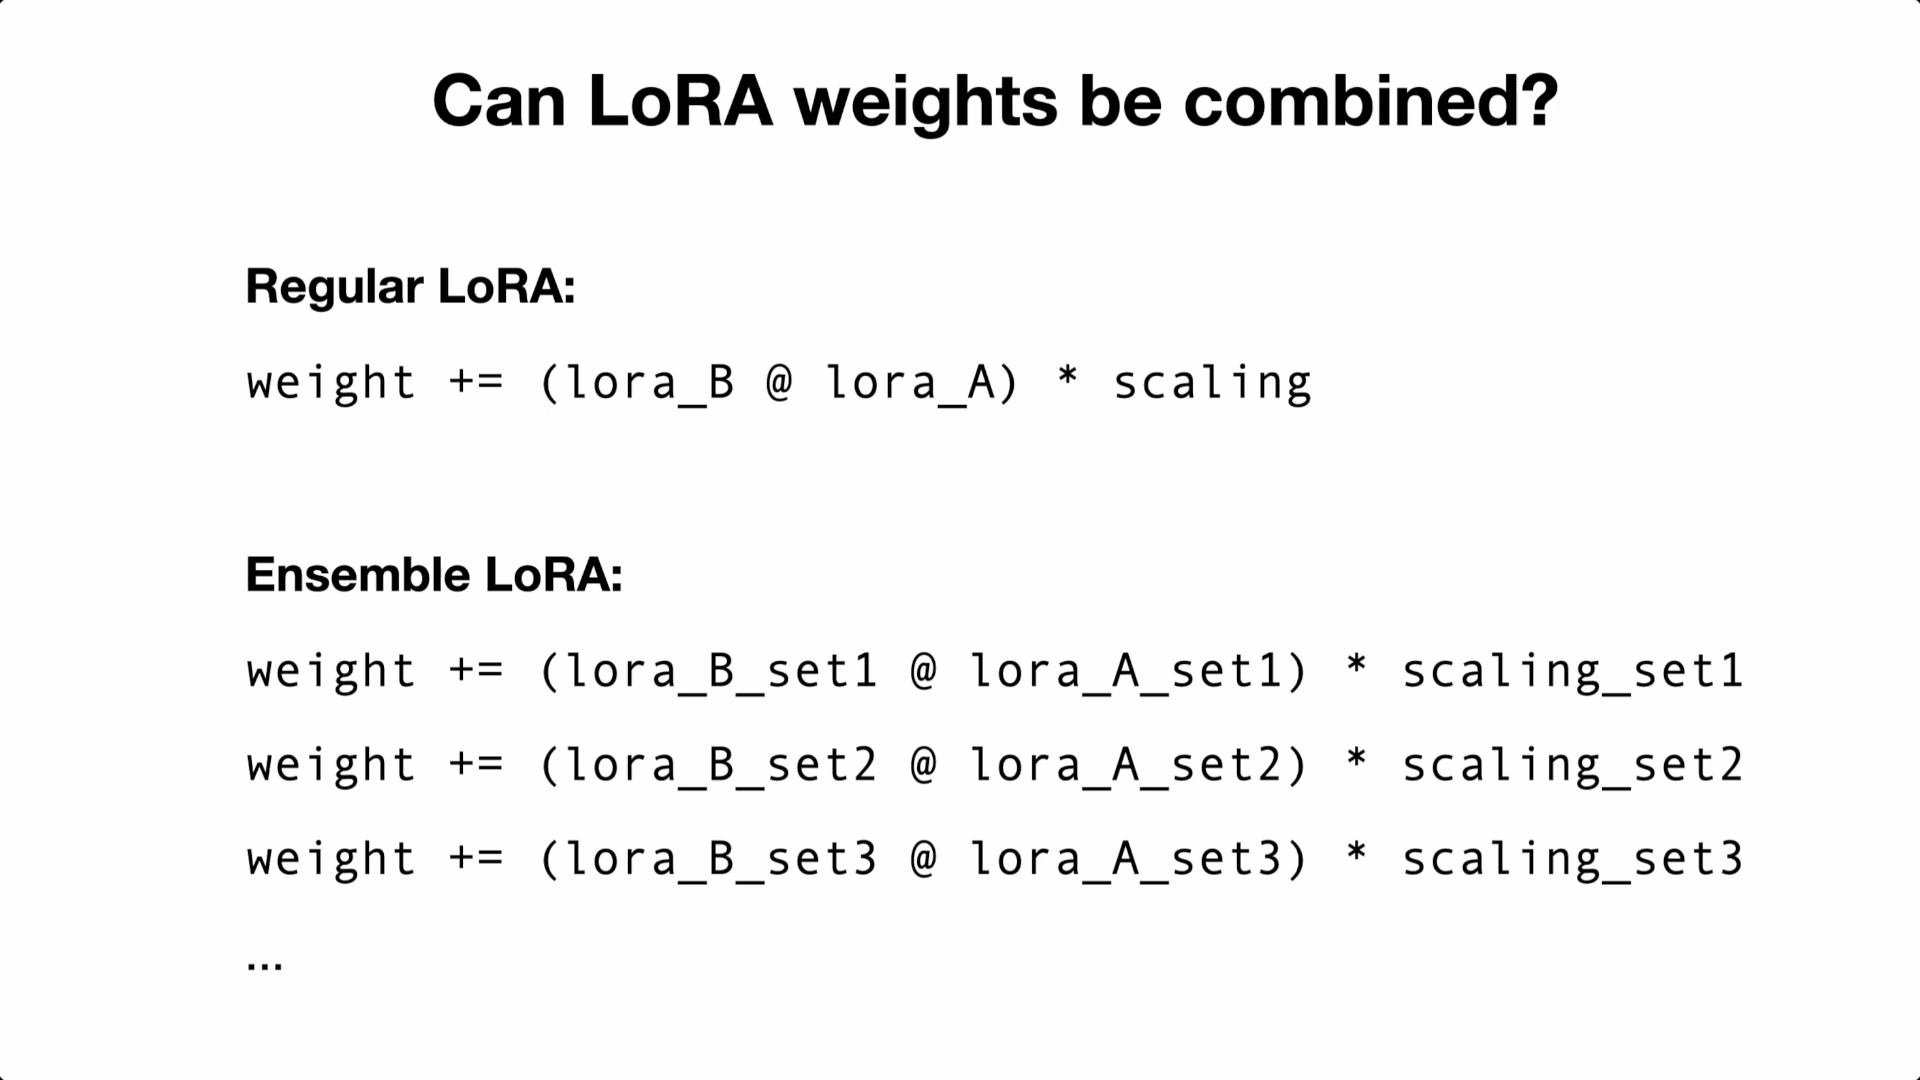 Can LoRA weights be combined?
Regular LoRA:
weight += (lora_B @ lora_A) * scaling
Ensemble LoRA:
weight += (lora_B_set1 @ lora_A_set1) * scaling_set1
weight += (lora_B_set2 @ lora_A_set2) * scaling_set2
weight += (lora_B_set3 @ lora_A_set3) * scaling_set3
...